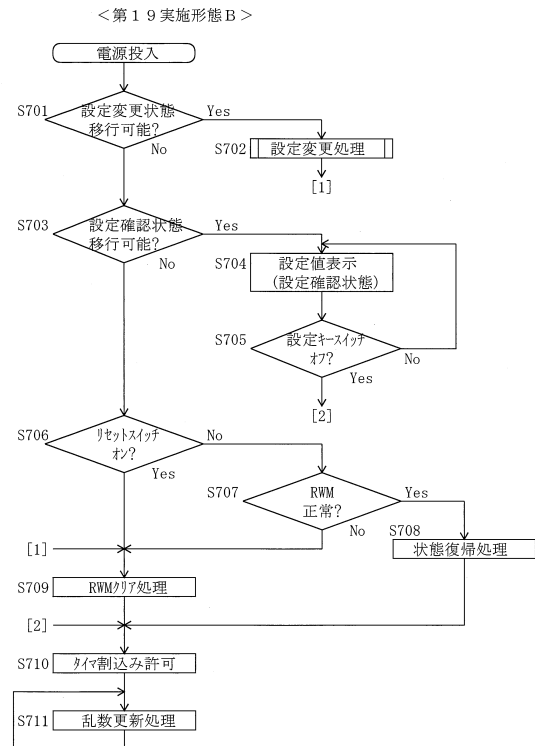 ＜第１９実施形態Ｂ＞
電源投入
S701
設定変更状態
移行可能?
Yes
No
S702
設定変更処理
[1]
S703
設定確認状態
移行可能?
Yes
No
S704
設定値表示
(設定確認状態)
S705
設定ｷｰｽｲｯﾁ
ｵﾌ?
No
Yes
[2]
S706
ﾘｾｯﾄｽｲｯﾁ
ｵﾝ?
No
Yes
S707
RWM
正常?
Yes
No
S708
状態復帰処理
[1]
S709
RWMｸﾘｱ処理
[2]
S710
ﾀｲﾏ割込み許可
S711
乱数更新処理